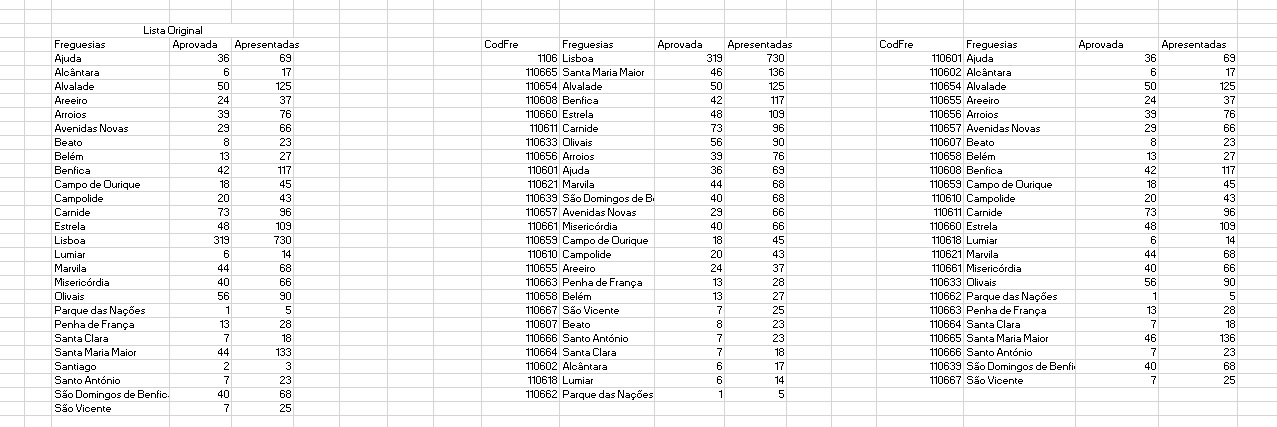 Lista Original
Freguesias Aprovada Apresentadas CodFre Freguesias Aprovada Apresentadas CodFre Freguesias Aprovada Apresentadas
Ajuda 36 69 1106 Lisboa 319 730 110601 Ajuda 36 69
Alcântara 6 17 110665 Santa Maria Maior 46 136 110602 Alcântara 6 17
Alvalade 50 125 110654 Alvalade 50 125 110654 Alvalade 50 125
Areeiro 24 37 110608 Benfica 42 117 110655 Areeiro 24 37
Arroios 39 76 110660 Estrela 48 109 110656 Arroios 39 76
Avenidas Novas 29 66 110611 Carnide 73 96 110657 Avenidas Novas 29 66
Beato 8 23 110633 Olivais 56 90 110607 Beato 8 23
Belém 13 27 110656 Arroios 39 76 110658 Belém 13 27
Benfica 42 117 110601 Ajuda 36 69 110608 Benfica 42 117
Campo de Ourique 18 45 110621 Marvila 44 68 110659 Campo de Ourique 18 45
Campolide 20 43 110639 São Domingos de Be 40 68 110610 Campolide 20 43
Carnide 73 96 110657 Avenidas Novas 29 66 110611 Carnide 73 96
Estrela 48 109 110661 Misericórdia 40 66 110660 Estrela 48 109
Lisboa 319 730 110659 Campo de Ourique 18 45 110618 Lumiar 6 14
Lumiar 6 14 110610 Campolide 20 43 110621 Marvila 44 68
Marvila 44 68 110655 Areeiro 24 37 110661 Misericórdia 40 66
Misericórdia 40 66 110663 Penha de França 13 28 110633 Olivais 56 90
Olivais 56 90 110658 Belém 13 27 110662 Parque das Nações 1 5
Parque das Nações 1 5 110667 São Vicente 7 25 110663 Penha de França 13 28
Penha de França 13 28 110607 Beato 8 23 110664 Santa Clara 7 18
Santa Clara 7 18 110666 Santo António 7 23 110665 Santa Maria Maior 46 136
Santa Maria Maior 44 133 110664 Santa Clara 7 18 110666 Santo António 7 23
Santiago 2 3 110602 Alcântara 6 17 110639 São Domingos de Benfi 40 68
Santo António 7 23 110618 Lumiar 6 14 110667 São Vicente 7 25
São Domingos de Benfic 40 68 110662 Parque das Nações 1 5
São Vicente 7 25